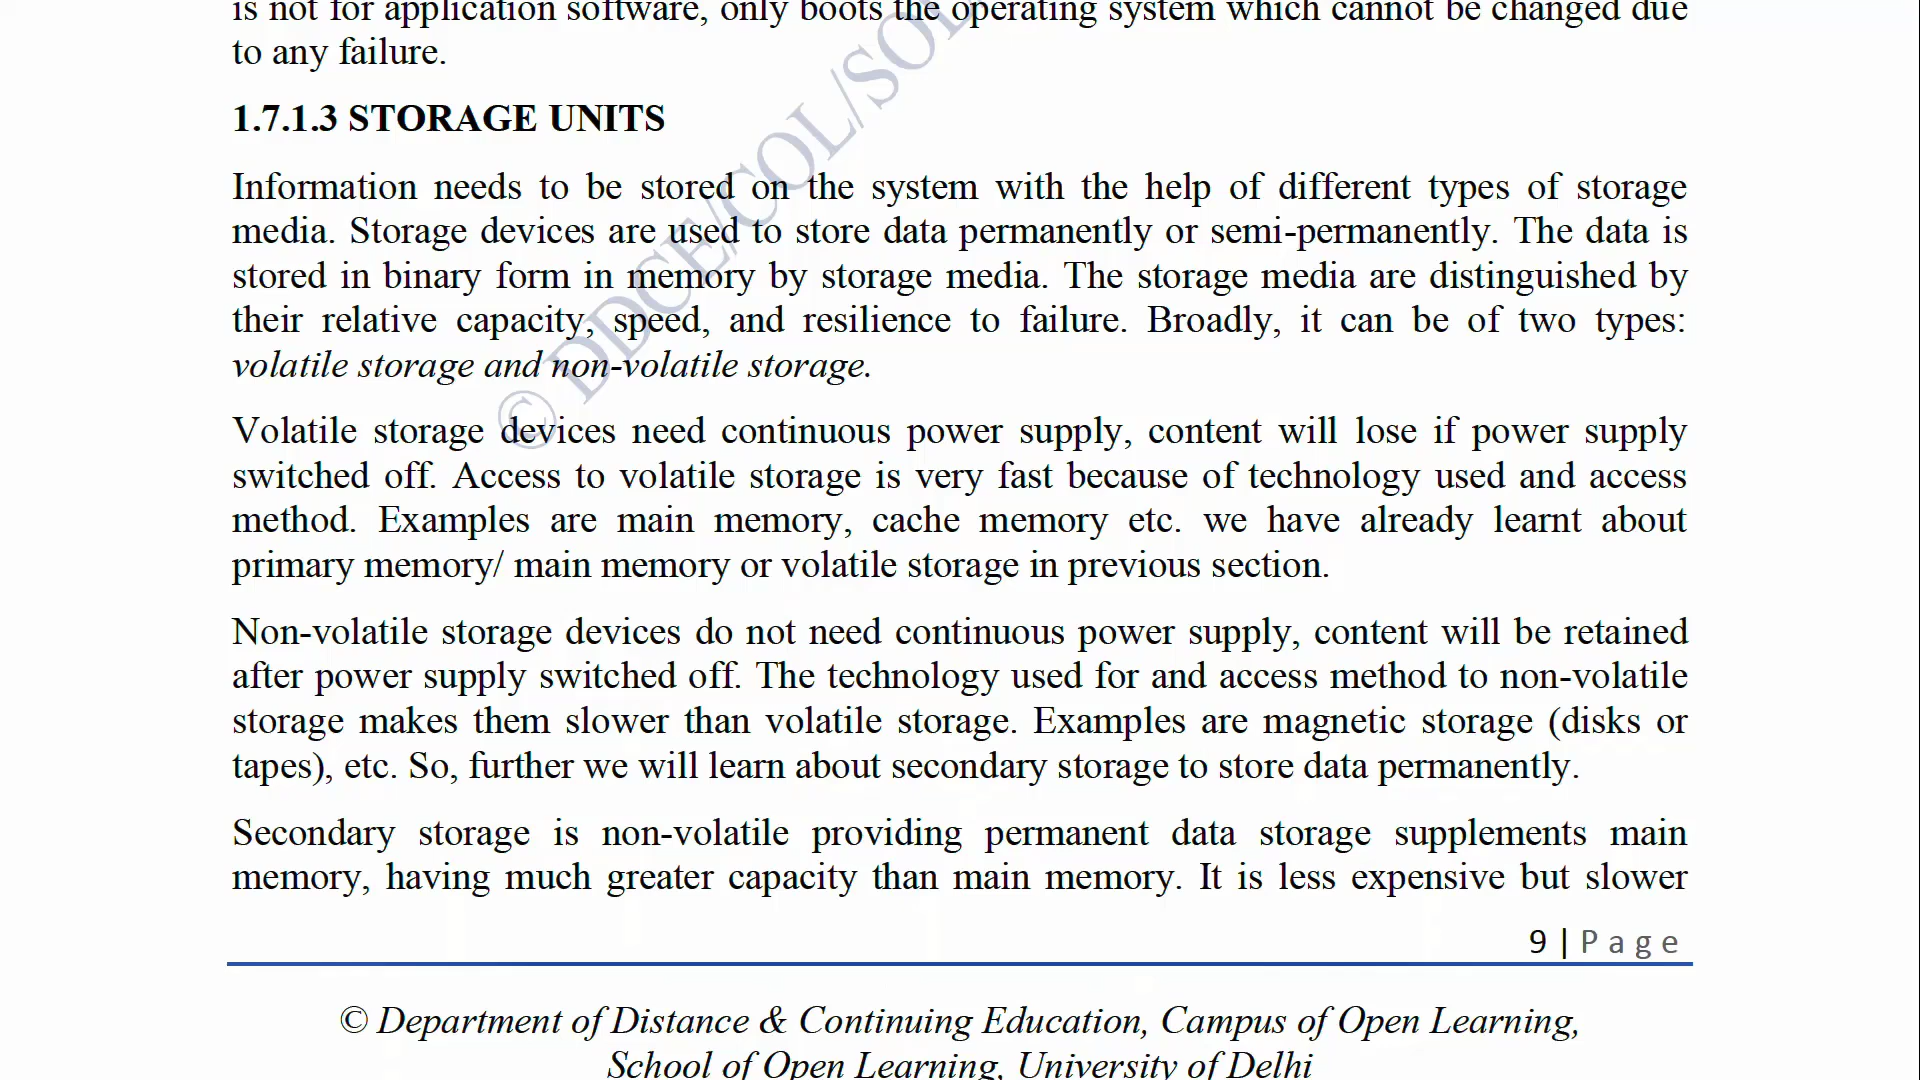 is not for application software, only boots the operating system which cannot be changed due
to any failure.
1.7.1.3 STORAGE UNITS
Information needs to be stored on the system with the help of different types of storage
media. Storage devices are used to store data permanently or semi-permanently. The data is
stored in binary form in memory by storage media. The storage media are distinguished by
their relative capacity, speed, and resilience to failure. Broadly, it can be of two types:
volatile storage and non-volatile storage.
Volatile storage devices need continuous power supply, content will lose if power supply
switched off. Access to volatile storage is very fast because of technology used and access
method. Examples are main memory, cache memory etc. we have already learnt about
primary memory/ main memory or volatile storage in previous section.
Non-volatile storage devices do not need continuous power supply, content will be retained
after power supply switched off. The technology used for and access method to non-volatile
storage makes them slower than volatile storage. Examples are magnetic storage (disks or
tapes), etc. So, further we will learn about secondary storage to store data permanently.
Secondary storage is non-volatile providing permanent data storage supplements main
memory, having much greater capacity than main memory. It is less expensive but slower
9 | P a g e
© Department of Distance & Continuing Education, Campus of Open Learning,
School of Open Learning, University of Delhi
© DDCE/COL/SOL